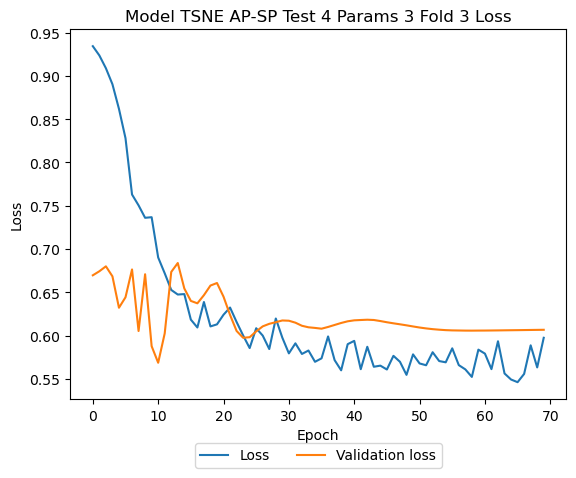 Model TSNE AP-SP Test 4 Params 3 Fold 3 Loss
0.95
0.90
0.85
0.80
0.75
0.70
0.65
0.60
0.55
Loss
0 10 20 30 40 50 60 70
Epoch
Loss Validation loss